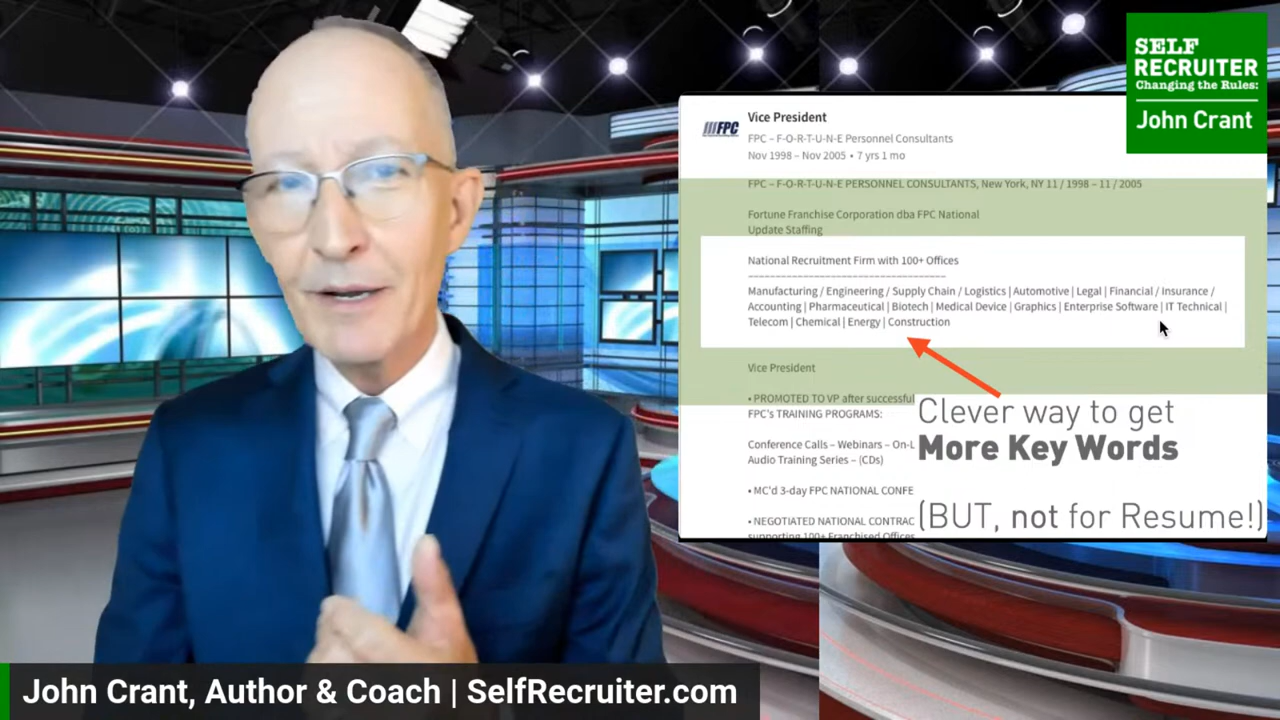 SELF
RECRUITER
Changing the Rules:
John Crant
FPC
Vice President
FPC – F-O-R-T-U-N-E Personnel Consultants
Nov 1998 – Nov 2005 • 7 yrs 1 mo
FPC – F-O-R-T-U-N-E PERSONNEL CONSULTANTS, New York, NY 11 / 1998 – 11 / 2005
Fortune Franchise Corporation dba FPC National
Update Staffing
National Recruitment Firm with 100+ Offices
Manufacturing / Engineering / Supply Chain / Logistics | Automotive | Legal | Financial / Insurance /
Accounting | Pharmaceutical | Biotech | Medical Device | Graphics | Enterprise Software | IT Technical |
Telecom | Chemical | Energy | Construction
Vice President
• PROMOTED TO VP after successful
FPC's TRAINING PROGRAMS:
Conference Calls – Webinars – On-L
Audio Training Series – (CDs)
• MC'd 3-day FPC NATIONAL CONFE
• NEGOTIATED NATIONAL CONTRAC
supporting 100+ Franchised Offices
Clever way to get
More Key Words
(BUT, not for Resume!)
John Crant, Author & Coach | SelfRecruiter.com